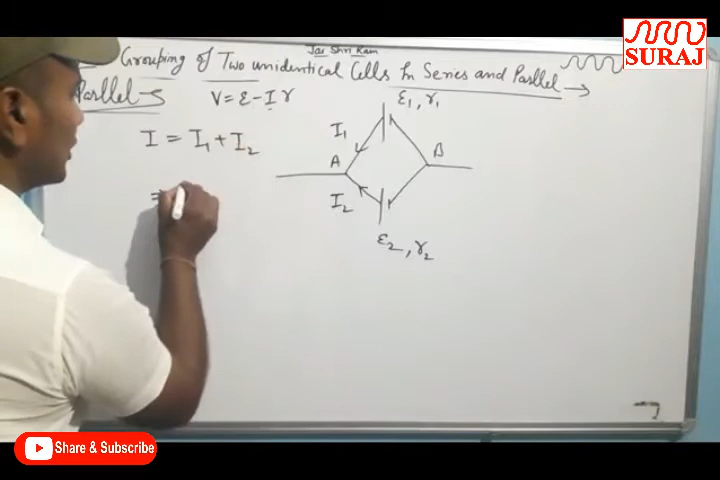 Jai Shri Ram
Grouping of Two unidentical Cells In Series and Parllel →
Parllel -
V = ε - I r
I = I₁ + I₂
=
ε₁, r₁
I₁
A
B
I₂
ε₂, r₂
SURAJ
Share & Subscribe